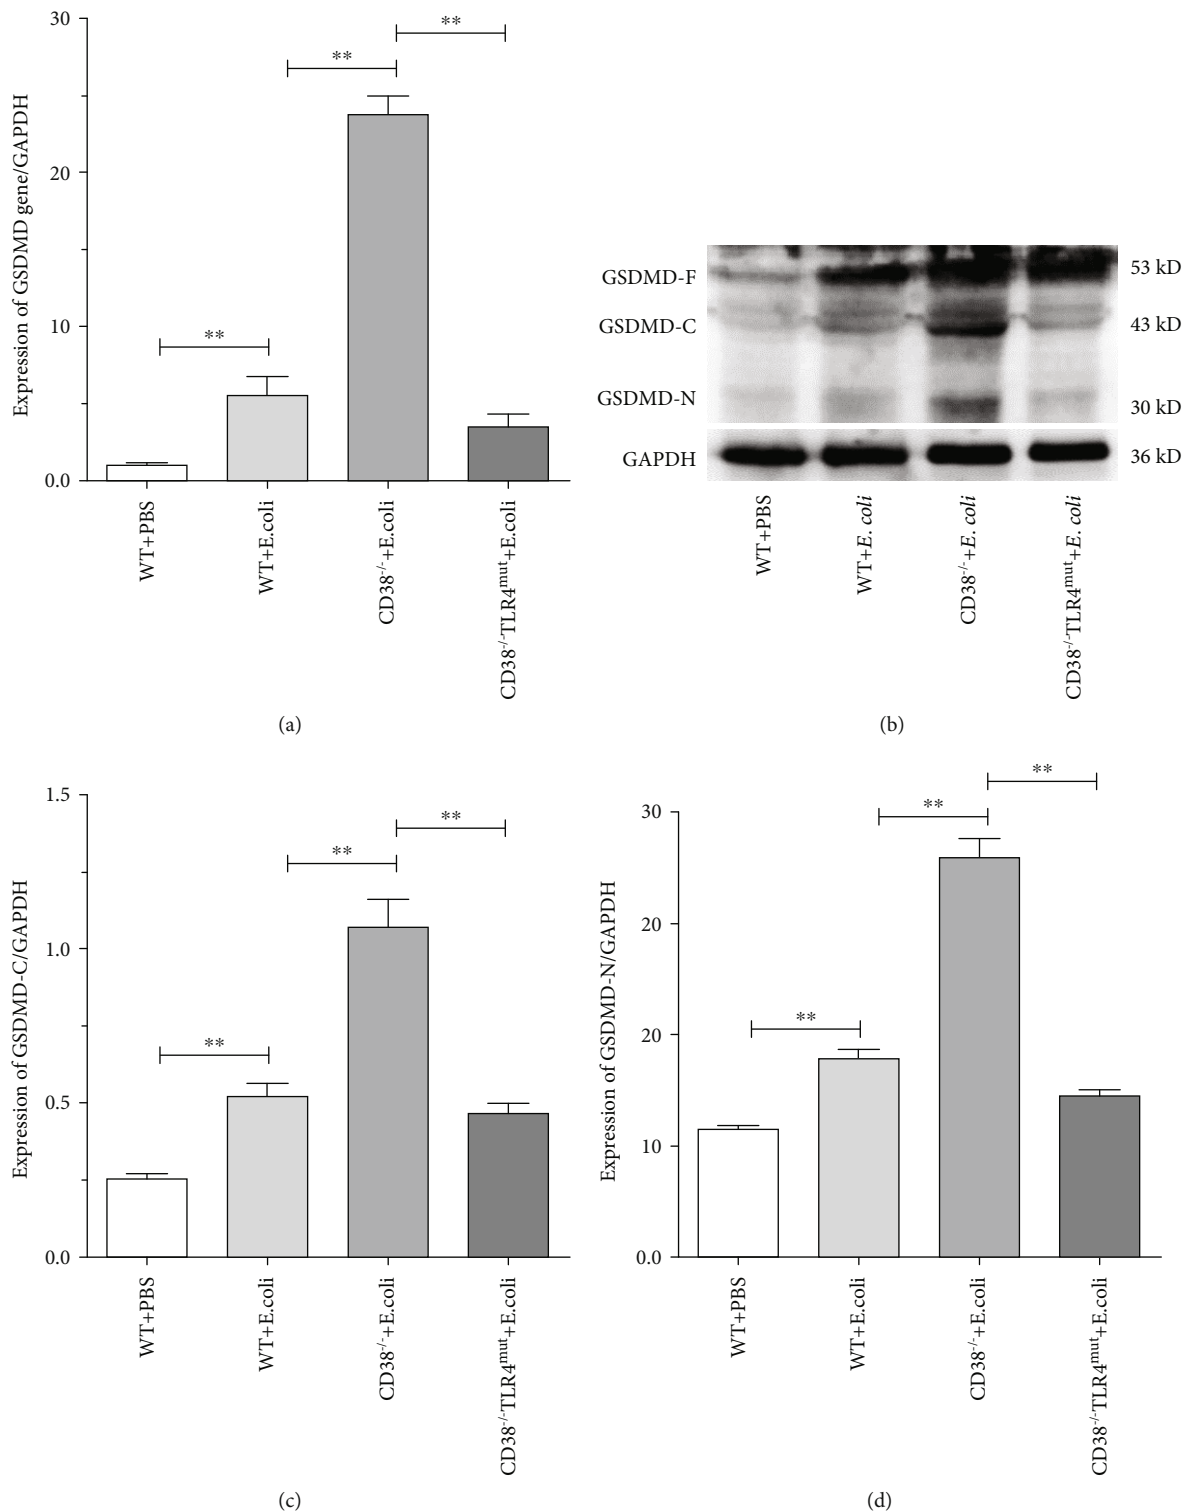 30
20
10
0.0
Expression of GSDMD gene/GAPDH
**
**
**
WT+PBS
WT+E.coli
CD38-/-+E.coli
CD38-/-TLR4mut+E.coli
(a)
GSDMD-F
GSDMD-C
GSDMD-N
GAPDH
53 kD
43 kD
30 kD
36 kD
WT+PBS
WT+E. coli
CD38-/-+E. coli
CD38-/-TLR4mut+E. coli
(b)
1.5
1.0
0.5
0.0
Expression of GSDMD-C/GAPDH
**
**
**
WT+PBS
WT+E.coli
CD38-/-+E.coli
CD38-/-TLR4mut+E.coli
(c)
30
20
20
10
0.0
Expression of GSDMD-N/GAPDH
**
**
**
WT+PBS
WT+E.coli
CD38-/-+E.coli
CD38-/-TLR4mut+E.coli
(d)